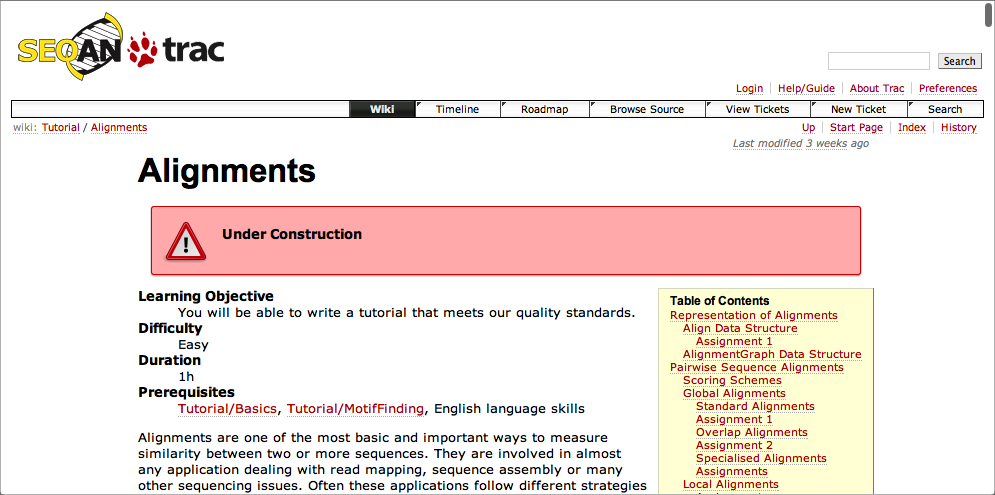 SEQAN trac
Search
Login Help/Guide About Trac Preferences
Wiki Timeline Roadmap Browse Source View Tickets New Ticket Search
wiki: Tutorial / Alignments
Up Start Page Index History
Last modified 3 weeks ago
Alignments
Under Construction
Learning Objective
You will be able to write a tutorial that meets our quality standards.
Difficulty
Easy
Duration
1h
Prerequisites
Tutorial/Basics, Tutorial/MotifFinding, English language skills
Alignments are one of the most basic and important ways to measure
similarity between two or more sequences. They are involved in almost
any application dealing with read mapping, sequence assembly or many
other sequencing issues. Often these applications follow different strategies
Table of Contents
Representation of Alignments
Align Data Structure
Assignment 1
AlignmentGraph Data Structure
Pairwise Sequence Alignments
Scoring Schemes
Global Alignments
Standard Alignments
Assignment 1
Overlap Alignments
Assignment 2
Specialised Alignments
Assignments
Local Alignments